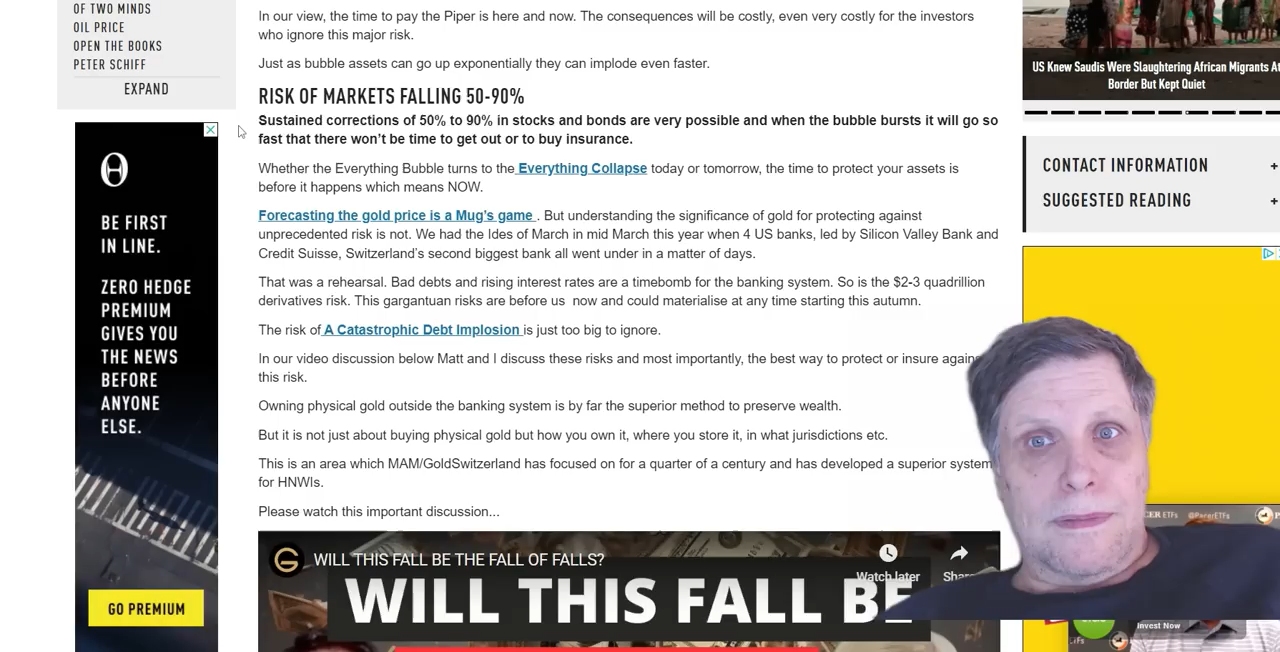 OF TWO MINDS
OIL PRICE
OPEN THE BOOKS
PETER SCHIFF
EXPAND
BE FIRST
IN LINE.
ZERO HEDGE
PREMIUM
GIVES YOU
THE NEWS
BEFORE
ANYONE
ELSE.
GO PREMIUM
In our view, the time to pay the Piper is here and now. The consequences will be costly, even very costly for the investors
who ignore this major risk.
Just as bubble assets can go up exponentially they can implode even faster.
RISK OF MARKETS FALLING 50-90%
Sustained corrections of 50% to 90% in stocks and bonds are very possible and when the bubble bursts it will go so
fast that there won't be time to get out or to buy insurance.
Whether the Everything Bubble turns to the Everything Collapse today or tomorrow, the time to protect your assets is
before it happens which means NOW.
Forecasting the gold price is a Mug's game . But understanding the significance of gold for protecting against
unprecedented risk is not. We had the Ides of March in mid March this year when 4 US banks, led by Silicon Valley Bank and
Credit Suisse, Switzerland's second biggest bank all went under in a matter of days.
That was a rehearsal. Bad debts and rising interest rates are a timebomb for the banking system. So is the $2-3 quadrillion
derivatives risk. This gargantuan risks are before us now and could materialise at any time starting this autumn.
The risk of A Catastrophic Debt Implosion is just too big to ignore.
In our video discussion below Matt and I discuss these risks and most importantly, the best way to protect or insure again
this risk.
Owning physical gold outside the banking system is by far the superior method to preserve wealth.
But it is not just about buying physical gold but how you own it, where you store it, in what jurisdictions etc.
This is an area which MAM/GoldSwitzerland has focused on for a quarter of a century and has developed a superior system
for HNWIs.
Please watch this important discussion...
G WILL THIS FALL BE THE FALL OF FALLS?
Watch later
Shar
WILL THIS FALL BE
US Knew Saudis Were Slaughtering African Migrants At
Border But Kept Quiet
CONTACT INFORMATION +
SUGGESTED READING +
ETFs @PacerETFs
Invest Now